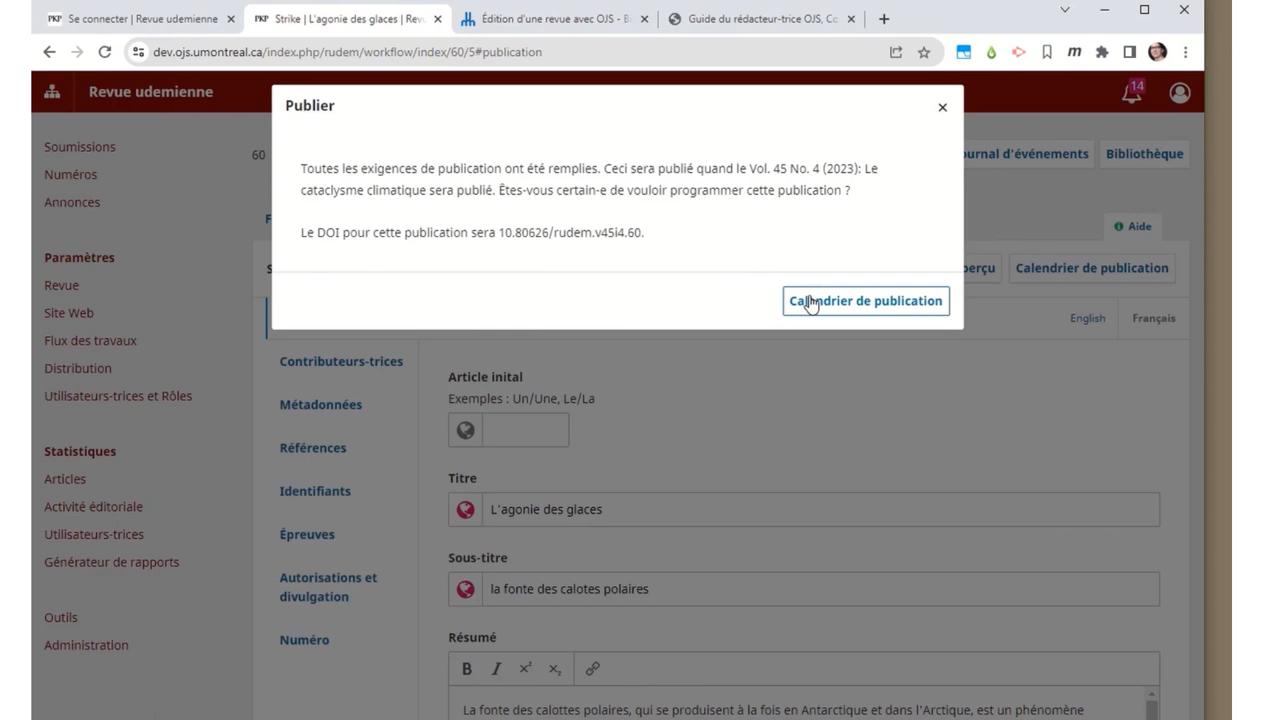 Se connecter | Revue udemienne
Strike | L'agonie des glaces | Rev
Édition d'une revue avec OJS - B
Guide du rédacteur-trice OJS, Co
dev.ojs.umontreal.ca/index.php/rudem/workflow/index/60/5#publication
Revue udemienne
14
Publier
Toutes les exigences de publication ont été remplies. Ceci sera publié quand le Vol. 45 No. 4 (2023): Le
cataclysme climatique sera publié. Êtes-vous certain-e de vouloir programmer cette publication ?
Le DOI pour cette publication sera 10.80626/rudem.v45i4.60.
Calendrier de publication
Soumissions
Numéros
Annonces
Paramètres
Revue
Site Web
Flux des travaux
Distribution
Utilisateurs-trices et Rôles
Statistiques
Articles
Activité éditoriale
Utilisateurs-trices
Générateur de rapports
Outils
Administration
60
ournal d'événements
Bibliothèque
Aide
perçu
Calendrier de publication
English
Français
Contributeurs-trices
Métadonnées
Références
Identifiants
Épreuves
Autorisations et
divulgation
Numéro
Article inital
Exemples : Un/Une, Le/La
Titre
L'agonie des glaces
Sous-titre
la fonte des calotes polaires
Résumé
La fonte des calottes polaires, qui se produisent à la fois en Antarctique et dans l'Arctique, est un phénomène